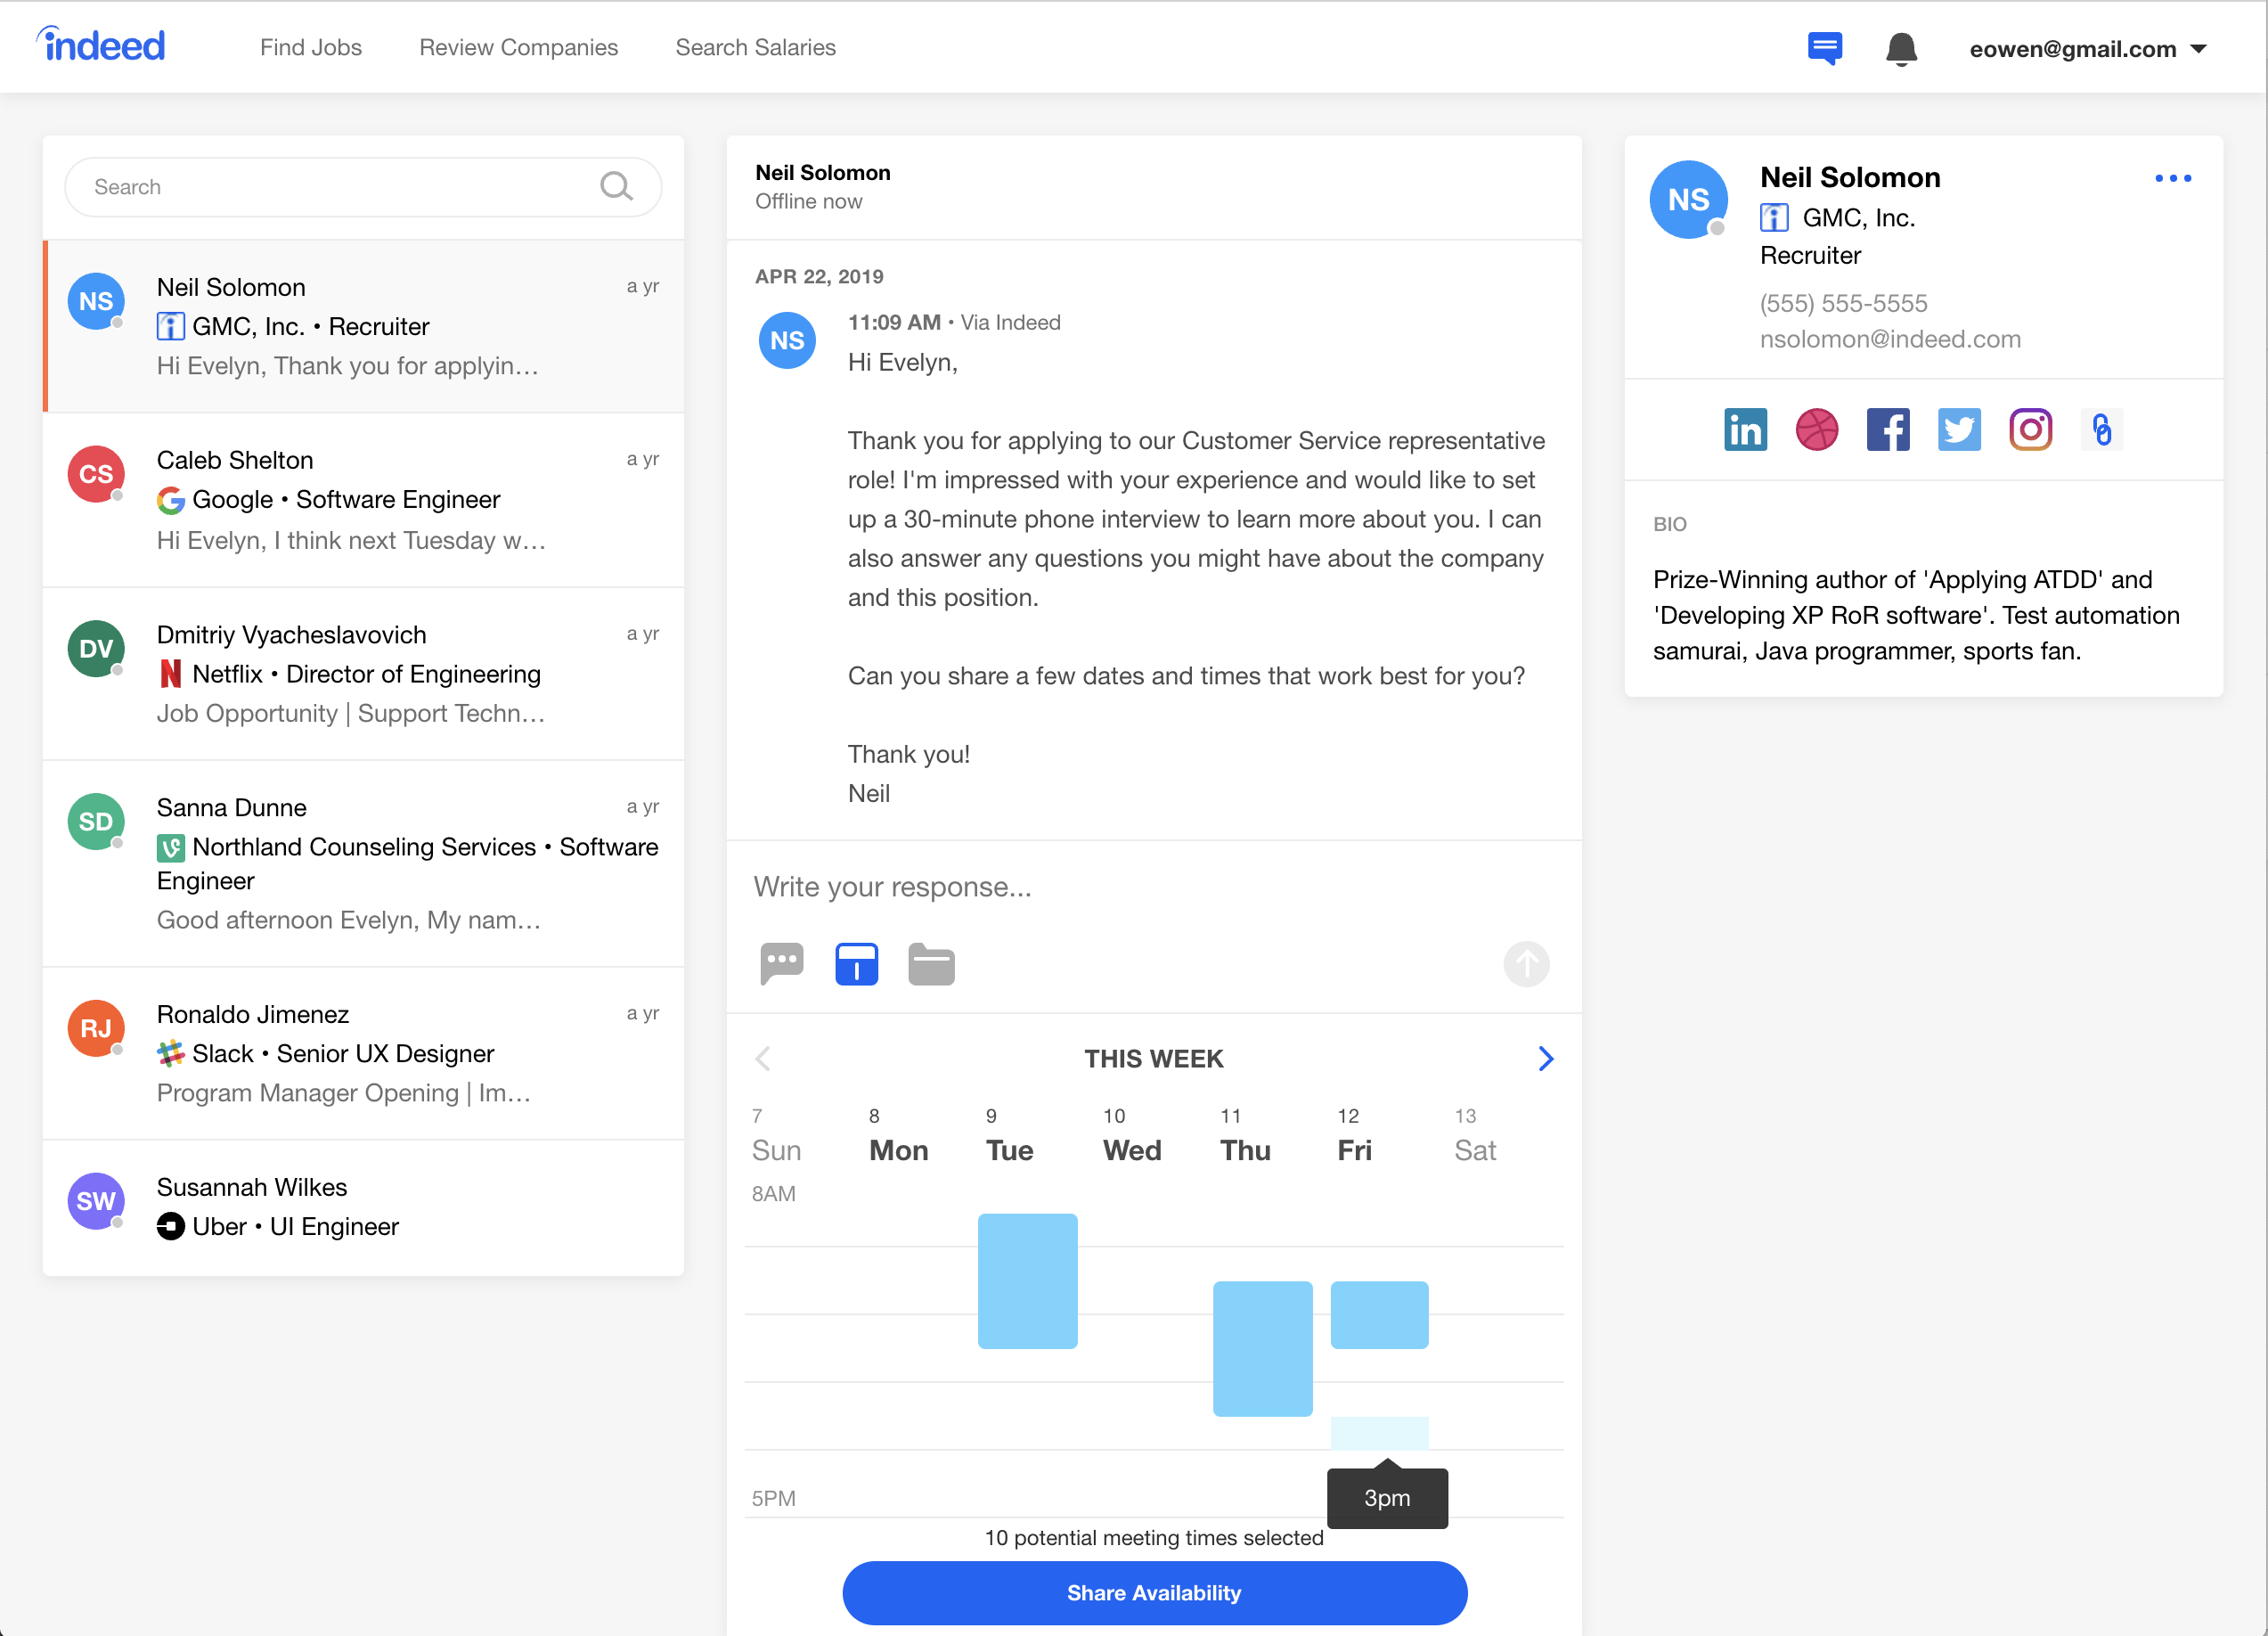 indeed
Find Jobs
Review Companies
Search Salaries
eowen@gmail.com
Search
NS
Neil Solomon
a yr
GMC, Inc. • Recruiter
Hi Evelyn, Thank you for applyin...
CS
Caleb Shelton
a yr
Google • Software Engineer
Hi Evelyn, I think next Tuesday w...
DV
Dmitriy Vyacheslavovich
a yr
Netflix • Director of Engineering
Job Opportunity | Support Techn...
SD
Sanna Dunne
a yr
Northland Counseling Services • Software
Engineer
Good afternoon Evelyn, My nam...
RJ
Ronaldo Jimenez
a yr
Slack • Senior UX Designer
Program Manager Opening | Im...
SW
Susannah Wilkes
Uber • UI Engineer
Neil Solomon
Offline now
APR 22, 2019
NS
11:09 AM • Via Indeed
Hi Evelyn,
Thank you for applying to our Customer Service representative
role! I'm impressed with your experience and would like to set
up a 30-minute phone interview to learn more about you. I can
also answer any questions you might have about the company
and this position.
Can you share a few dates and times that work best for you?
Thank you!
Neil
Write your response...
THIS WEEK
7 8 9 10 11 12 13
Sun Mon Tue Wed Thu Fri Sat
8AM
5PM
3pm
10 potential meeting times selected
Share Availability
NS
Neil Solomon
GMC, Inc.
Recruiter
(555) 555-5555
nsolomon@indeed.com
BIO
Prize-Winning author of 'Applying ATDD' and
'Developing XP RoR software'. Test automation
samurai, Java programmer, sports fan.